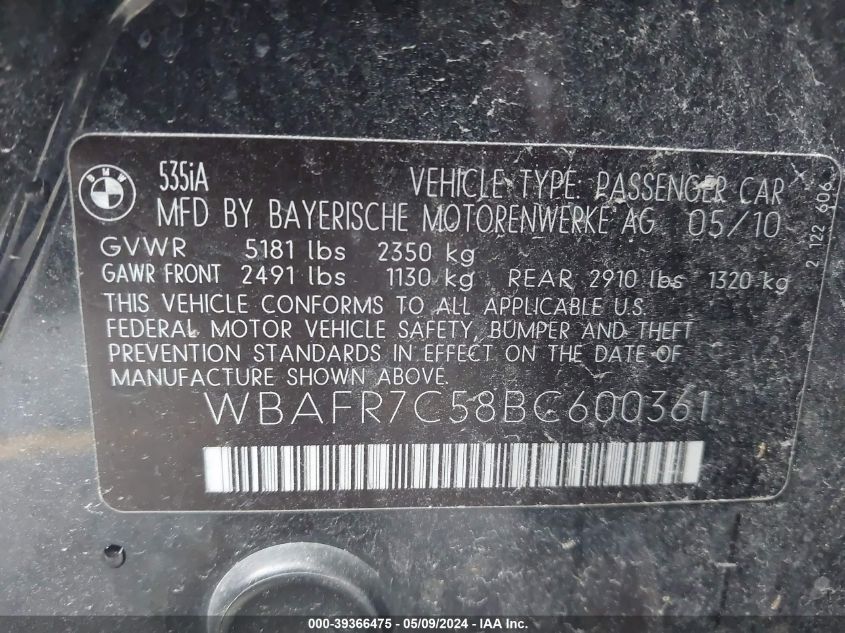 BMW
535iA VEHICLE TYPE: PASSENGER CAR
MFD BY BAYERISCHE MOTORENWERKE AG 05/10
GVWR 5181 lbs 2350 kg
GAWR FRONT 2491 lbs 1130 kg REAR 2910 lbs 1320 kg
THIS VEHICLE CONFORMS TO ALL APPLICABLE U.S.
FEDERAL MOTOR VEHICLE SAFETY, BUMPER AND THEFT
PREVENTION STANDARDS IN EFFECT ON THE DATE OF
MANUFACTURE SHOWN ABOVE.
WBAFR7C58BC600361
2 122 606
000-39366475 - 05/09/2024 - IAA Inc.